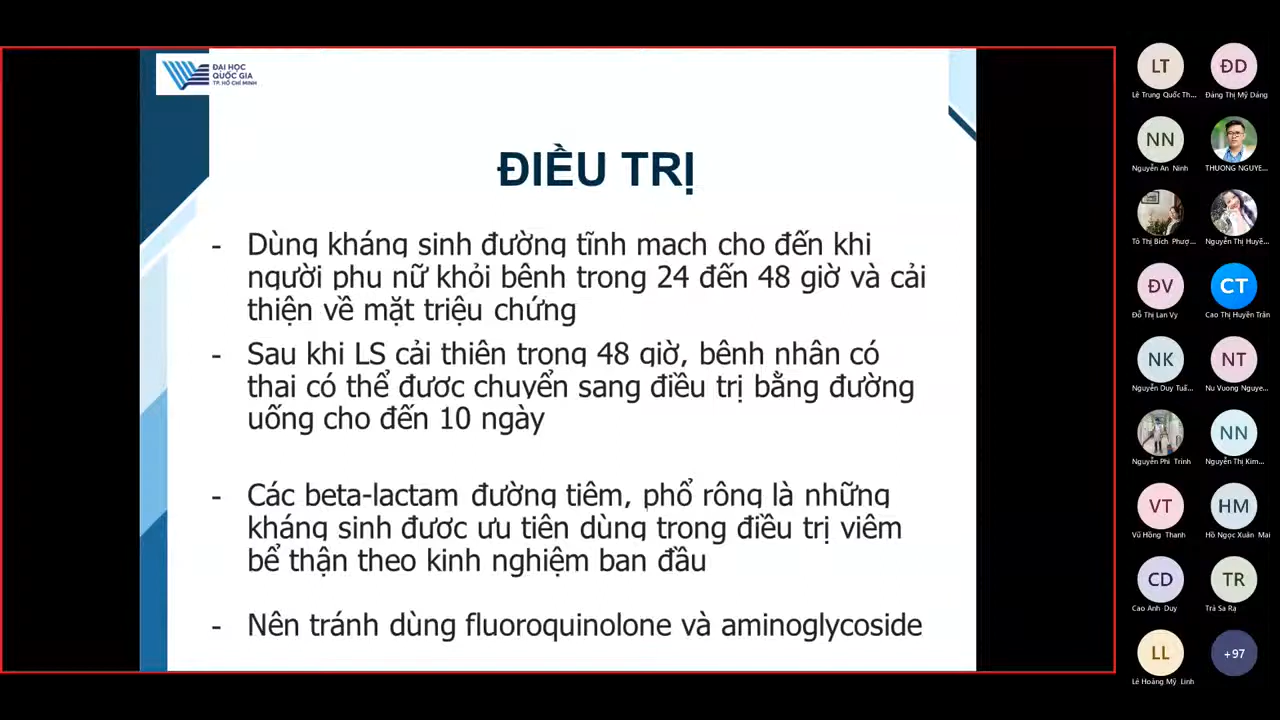 ĐẠI HỌC
QUỐC GIA
TP. HỒ CHÍ MINH
ĐIỀU TRỊ
- Dùng kháng sinh đường tĩnh mạch cho đến khi
người phụ nữ khỏi bệnh trong 24 đến 48 giờ và cải
thiện về mặt triệu chứng
- Sau khi LS cải thiện trong 48 giờ, bệnh nhân có
thai có thể được chuyển sang điều trị bằng đường
uống cho đến 10 ngày
- Các beta-lactam đường tiêm, phổ rộng là những
kháng sinh được ưu tiên dùng trong điều trị viêm
bể thận theo kinh nghiệm ban đầu
- Nên tránh dùng fluoroquinolone và aminoglycoside
LT
ĐD
Lê Trung Quốc Th...
Đặng Thị Mỹ Dáng
NN
Nguyễn An Ninh
THUONG NGUYE...
Tô Thị Bích Phượ...
Nguyễn Thị Huyề...
ĐV
CT
Đỗ Thị Lan Vy
Cao Thị Huyền Trân
NK
NT
Nguyễn Duy Tuấ...
Nu Vuong Nguye...
NN
Nguyễn Phi Trinh
Nguyễn Thị Kim...
VT
HM
Vũ Hồng Thanh
Hồ Ngọc Xuân Mai
CD
TR
Cao Anh Duy
Trà Sa Rạ
LL
+97
Lê Hoàng Mỹ Linh